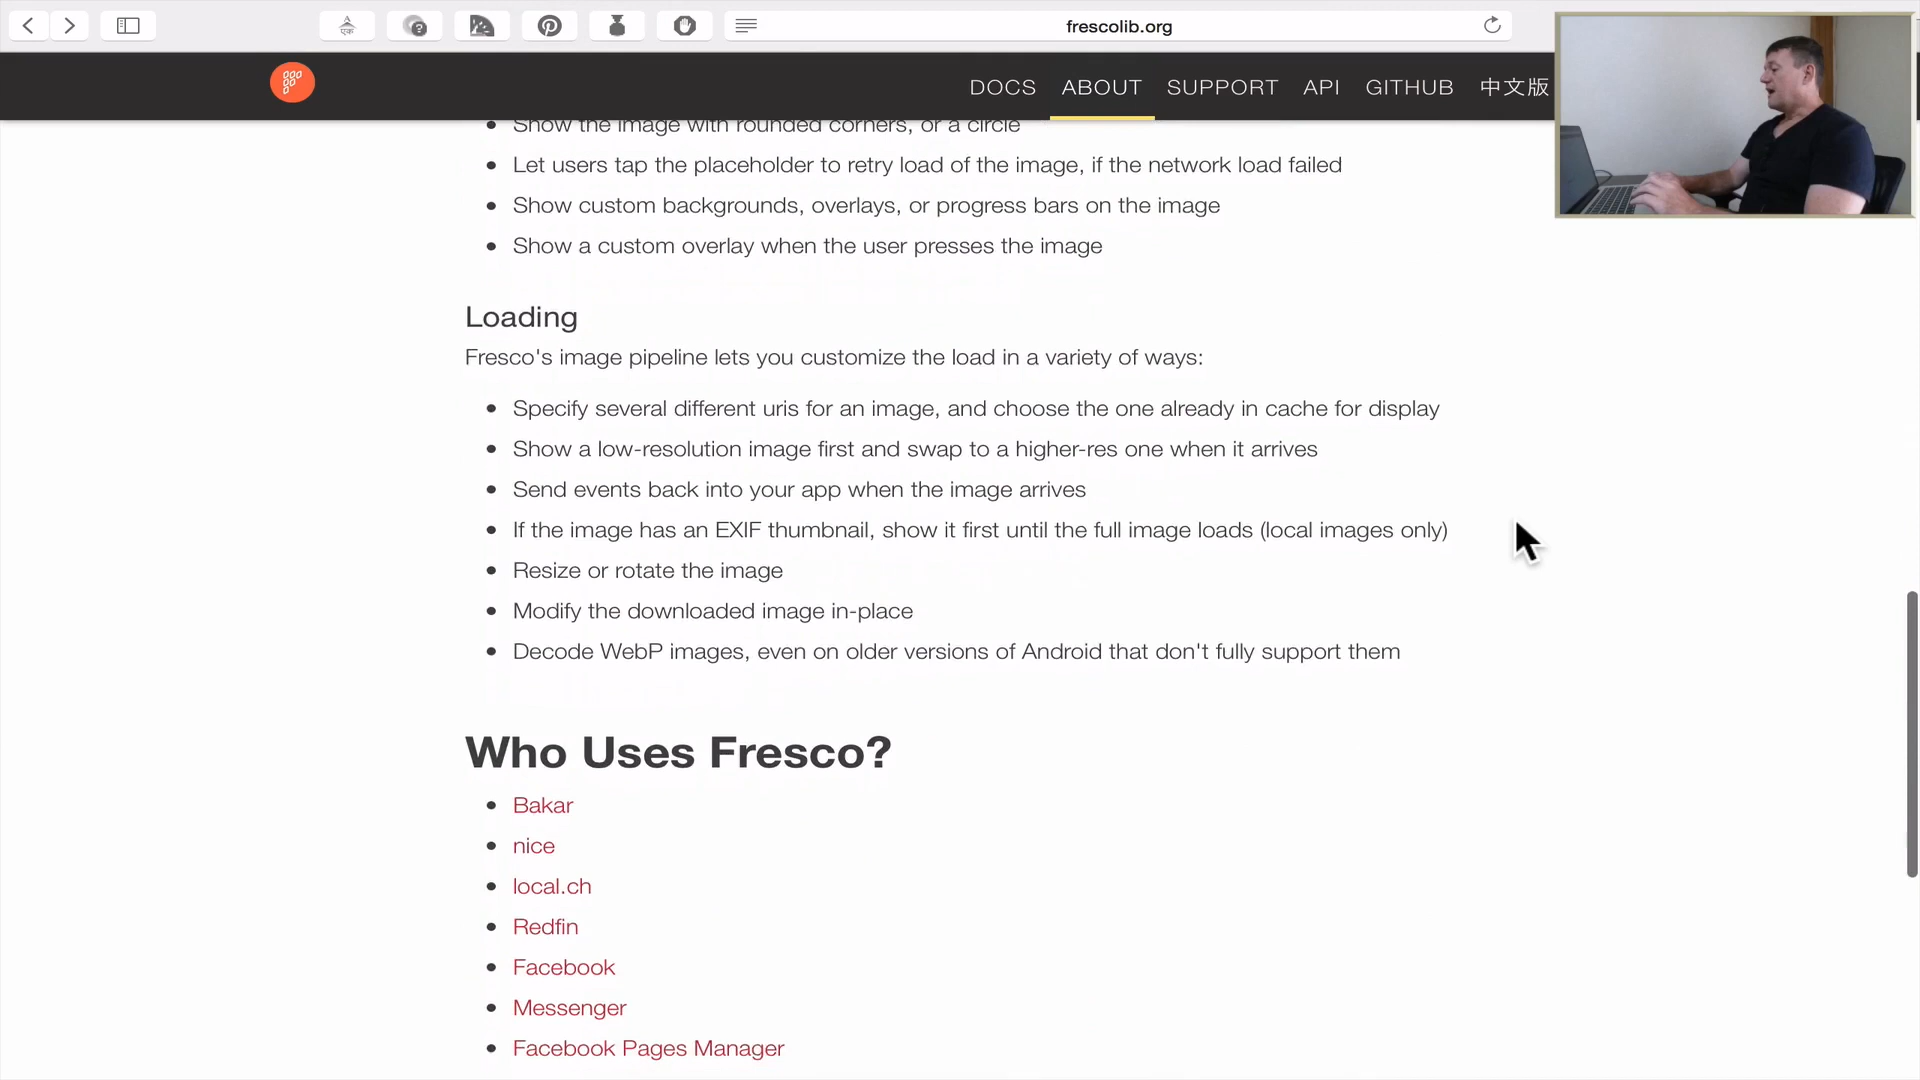 frescolib.org
DOCS ABOUT SUPPORT API GITHUB 中文版
Show the image with rounded corners, or a circle
Let users tap the placeholder to retry load of the image, if the network load failed
Show custom backgrounds, overlays, or progress bars on the image
Show a custom overlay when the user presses the image
Loading
Fresco's image pipeline lets you customize the load in a variety of ways:
Specify several different uris for an image, and choose the one already in cache for display
Show a low-resolution image first and swap to a higher-res one when it arrives
Send events back into your app when the image arrives
If the image has an EXIF thumbnail, show it first until the full image loads (local images only)
Resize or rotate the image
Modify the downloaded image in-place
Decode WebP images, even on older versions of Android that don't fully support them
Who Uses Fresco?
Bakar
nice
local.ch
Redfin
Facebook
Messenger
Facebook Pages Manager